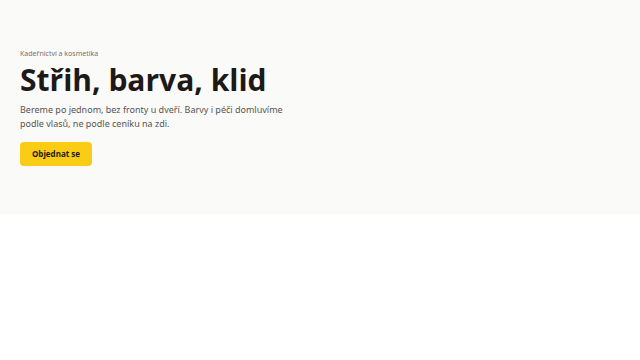 Kadeřnictví a kosmetika
Střih, barva, klid
Bereme po jednom, bez fronty u dveří. Barvy i péči domluvíme
podle vlasů, ne podle ceníku na zdi.
Objednat se